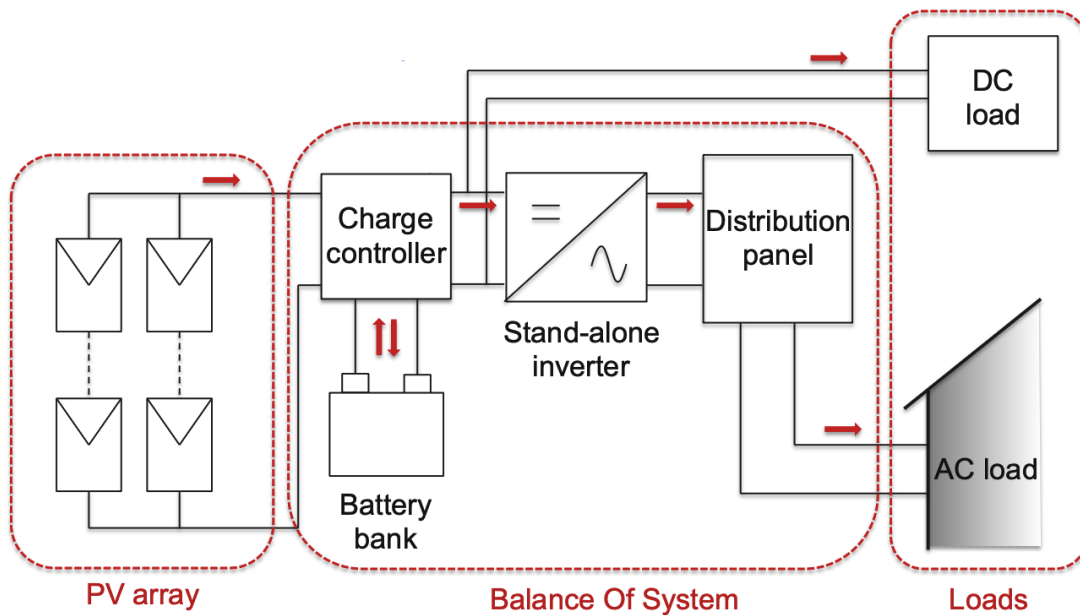 DC
load
Charge
controller
Distribution
panel
Stand-alone
inverter
Battery
bank
AC load
PV array
Balance Of System
Loads